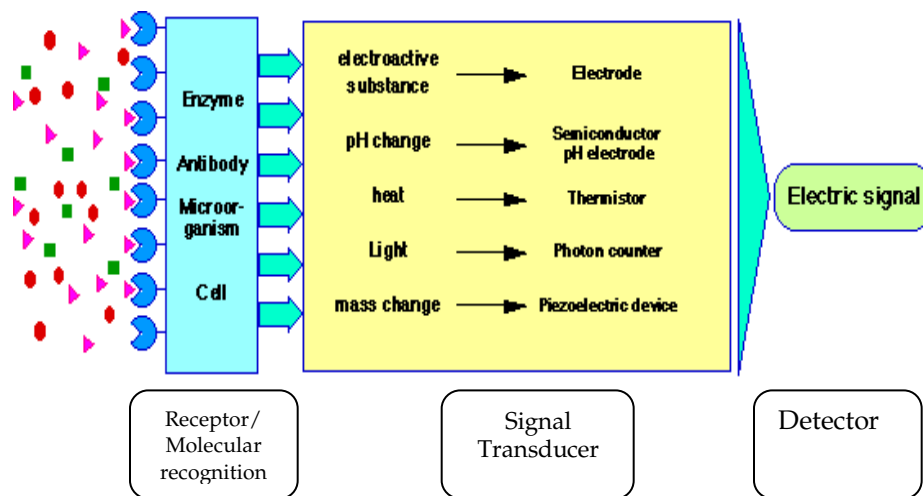 Enzyme
Antibody
Microor-
ganism
Cell
electroactive
substance
Electrode
pH change
Semiconductor
pH electrode
heat
Thermistor
Light
Photon counter
mass change
Piezoelectric device
Electric signal
Receptor/
Molecular
recognition
Signal
Transducer
Detector